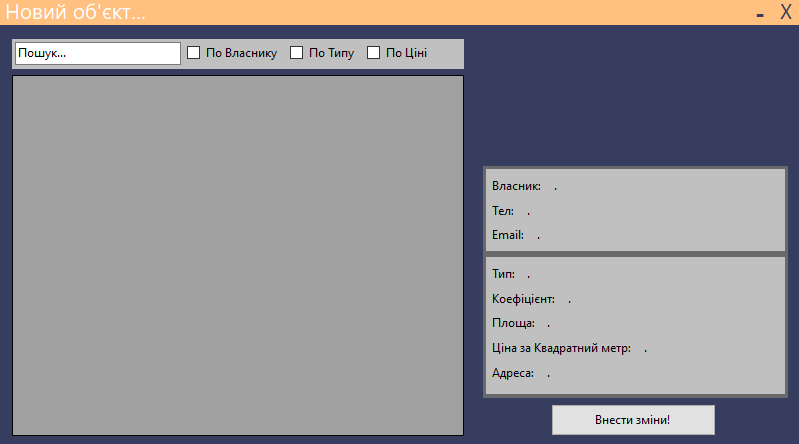 Новий об'єкт...
- X
Пошук... По Власнику По Типу По Ціні
Власник: .
Тел: .
Email: .
Тип: .
Коефіцієнт: .
Площа: .
Ціна за Квадратний метр: .
Адреса: .
Внести зміни!